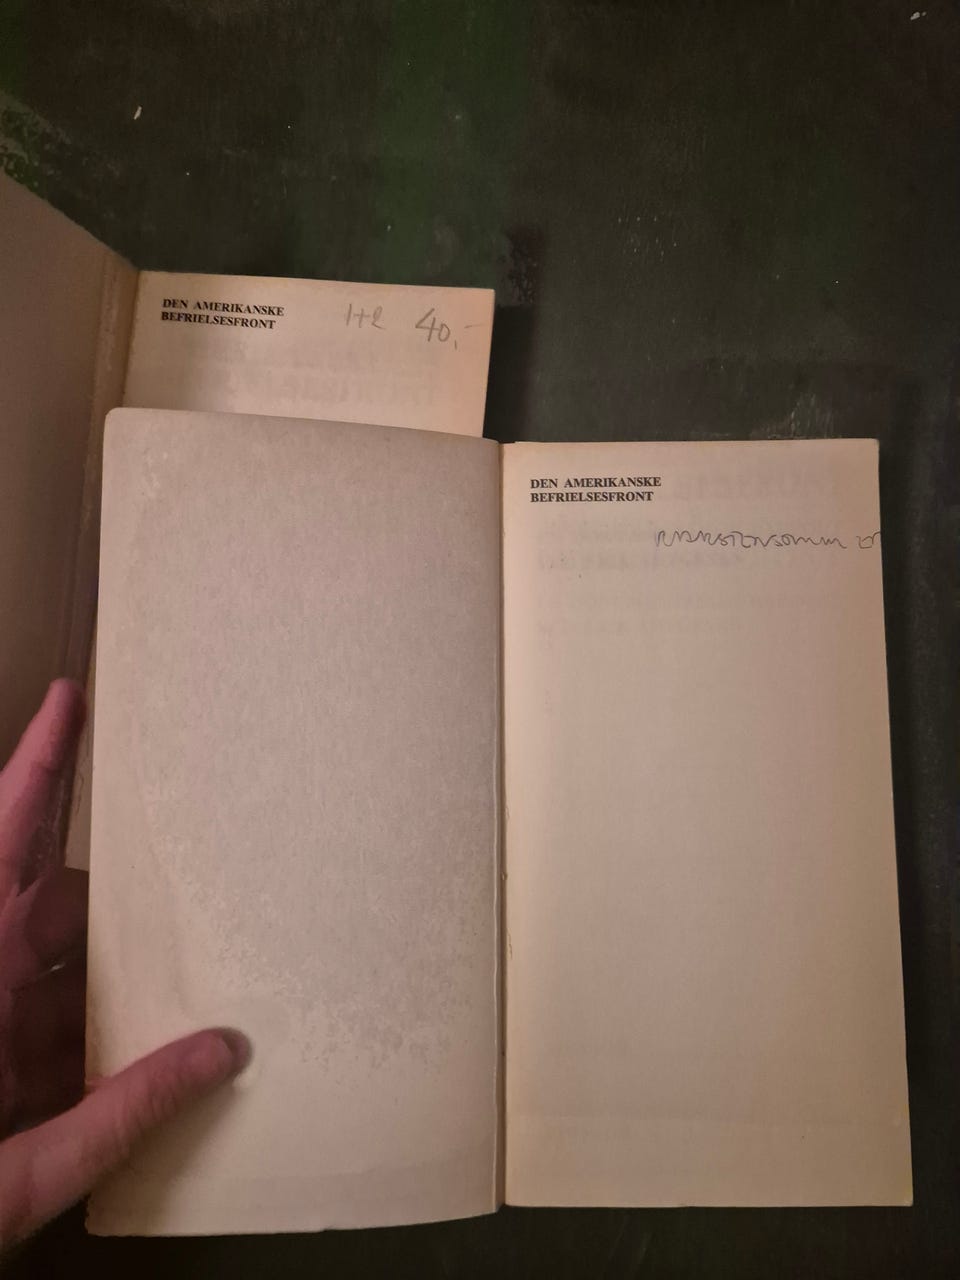 DEN AMERIKANSKE
BEFRIELSESFRONT
1+2 40,-
DEN AMERIKANSKE
BEFRIELSESFRONT